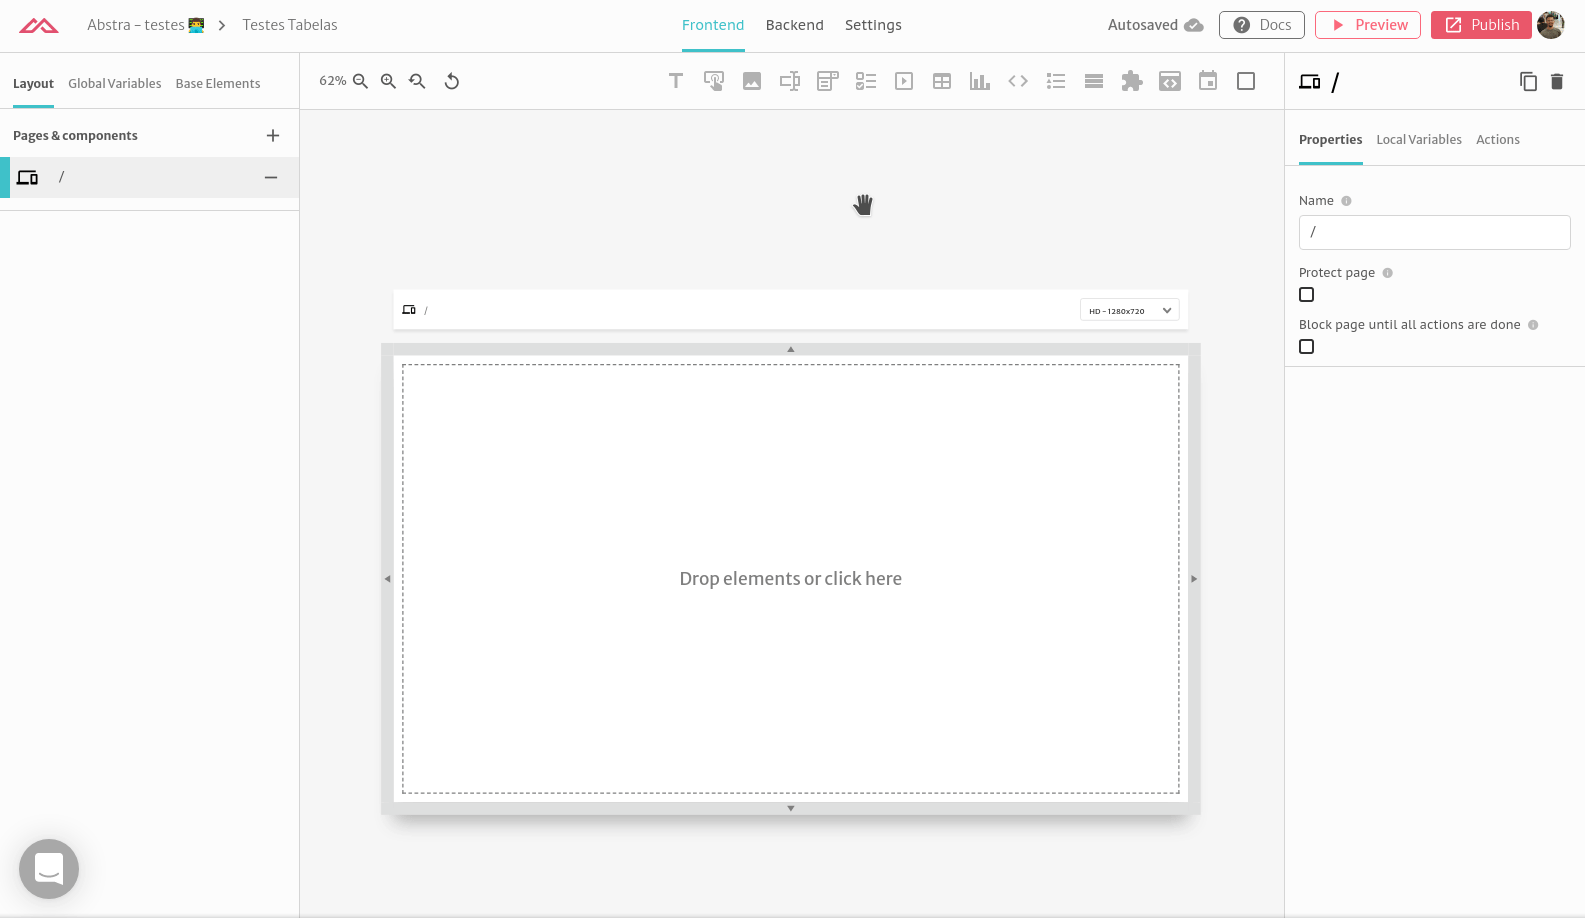 Abstra - testes 👨‍💻 Testes Tabelas
Frontend Backend Settings
Autosaved Docs Preview Publish
Layout Global Variables Base Elements
62%
/
Pages & components
/
Properties Local Variables Actions
Name
/
Protect page
Block page until all actions are done
/
HD - 1280x720
Drop elements or click here